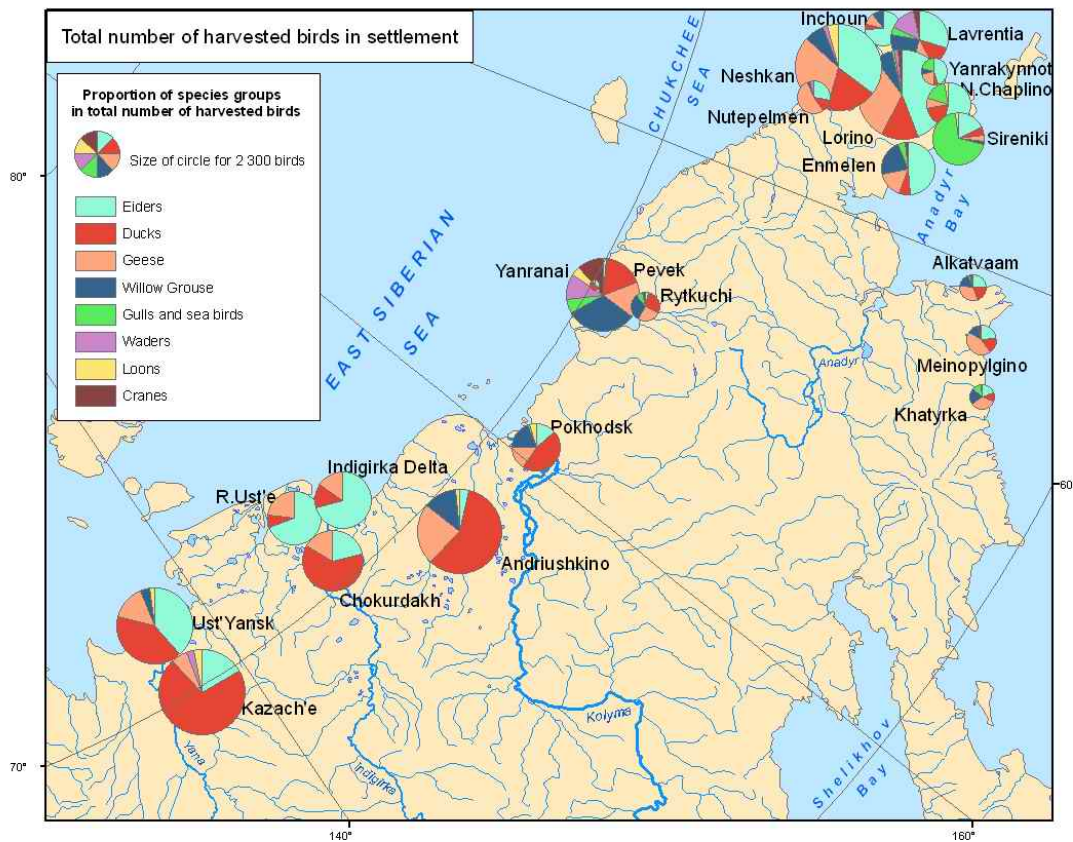 Total number of harvested birds in settlement
Proportion of species groups
in total number of harvested birds
Size of circle for 2 300 birds
Eiders
Ducks
Geese
Willow Grouse
Gulls and sea birds
Waders
Loons
Cranes
CHUKCHEE
SEA
EAST SIBERIAN
SEA
Anadyr
Bay
Shelikhov
Bay
Inchoun
Lavrentia
Neshkan
Yanrakynnot
N.Chaplino
Nutepelmen
Lorino
Sireniki
Enmelen
Alkatvaam
Yanranai
Pevek
Rytkuchi
Meinopylgino
Anadyr
Khatyrka
Pokhodsk
Indigirka Delta
R.Ust'e
Andriushkino
Chokurdakh
Ust'Yansk
Kazach'e
Kolyma
Yana
Indigirka
80°
70°
60
140°
160°